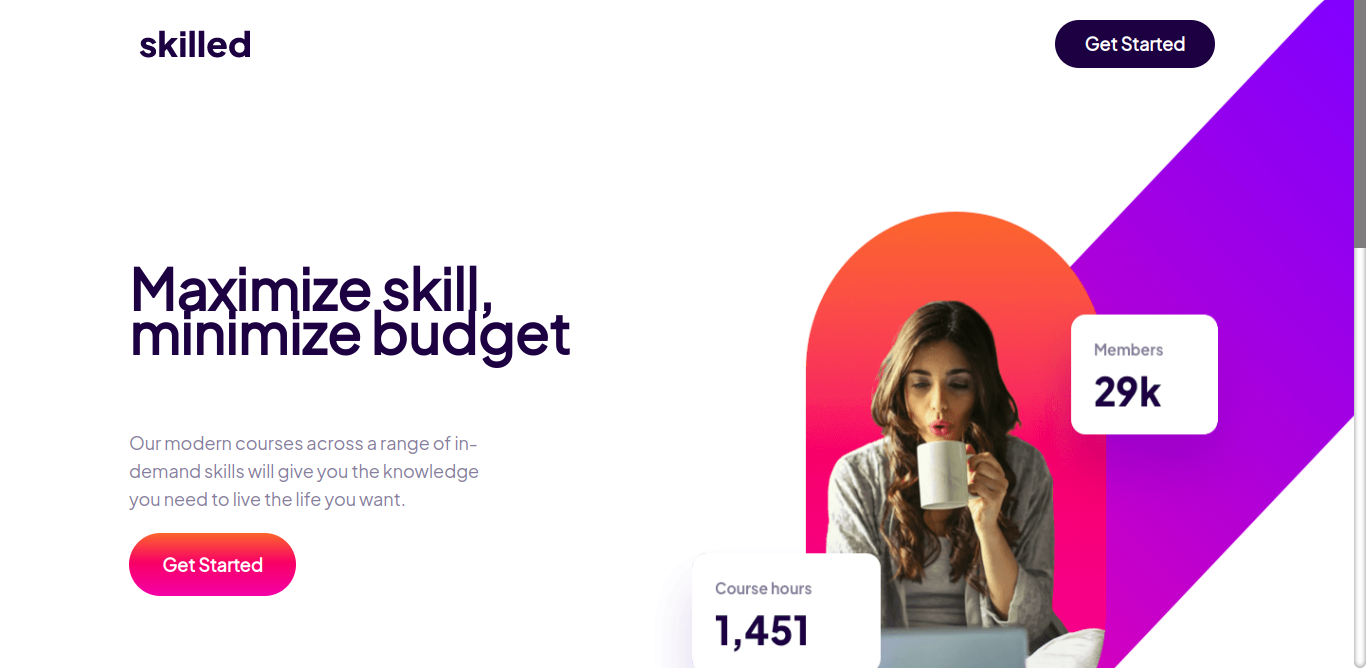 skilled
Get Started
Maximize skill,
minimize budget
Our modern courses across a range of in-
demand skills will give you the knowledge
you need to live the life you want.
Get Started
Members
29k
Course hours
1,451